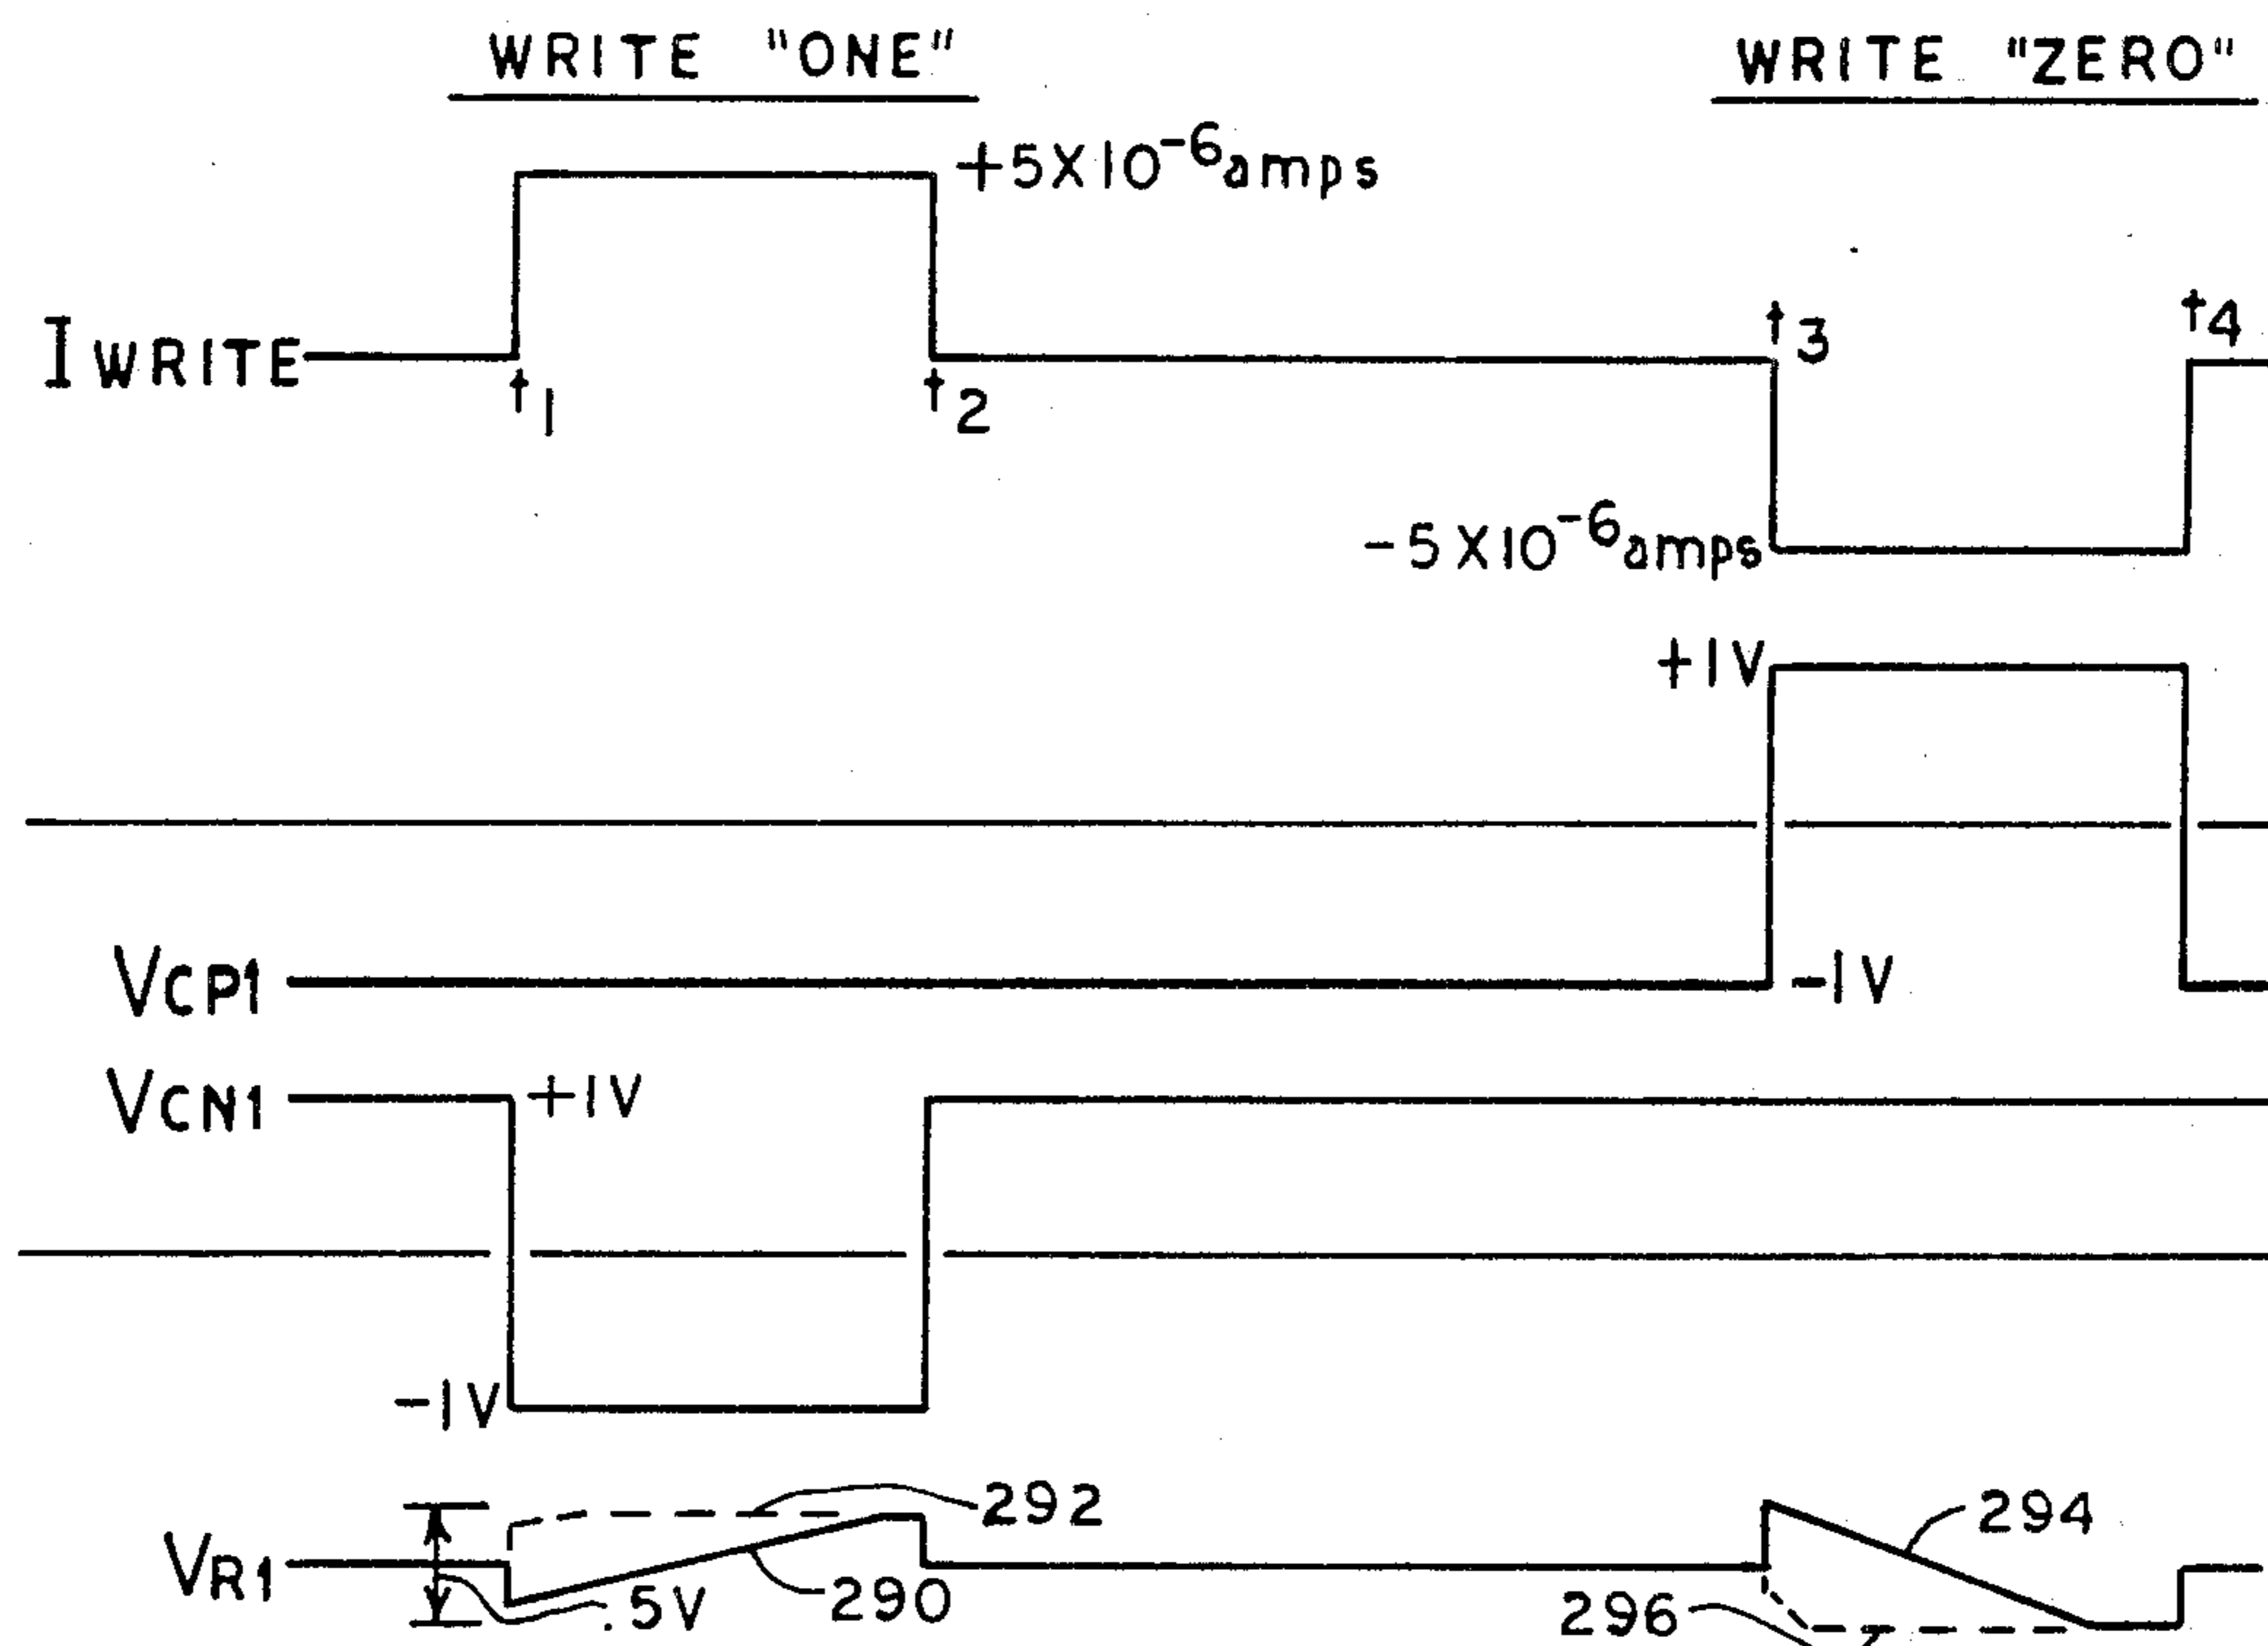 WRITE "ONE"
WRITE "ZERO"
+5X10⁻⁶amps
IWRITE
t1
t2
t3
t4
-5X10⁻⁶amps
+1V
VCP1
-1V
VCN1
+1V
-1V
292
294
VR1
.5V
290
296